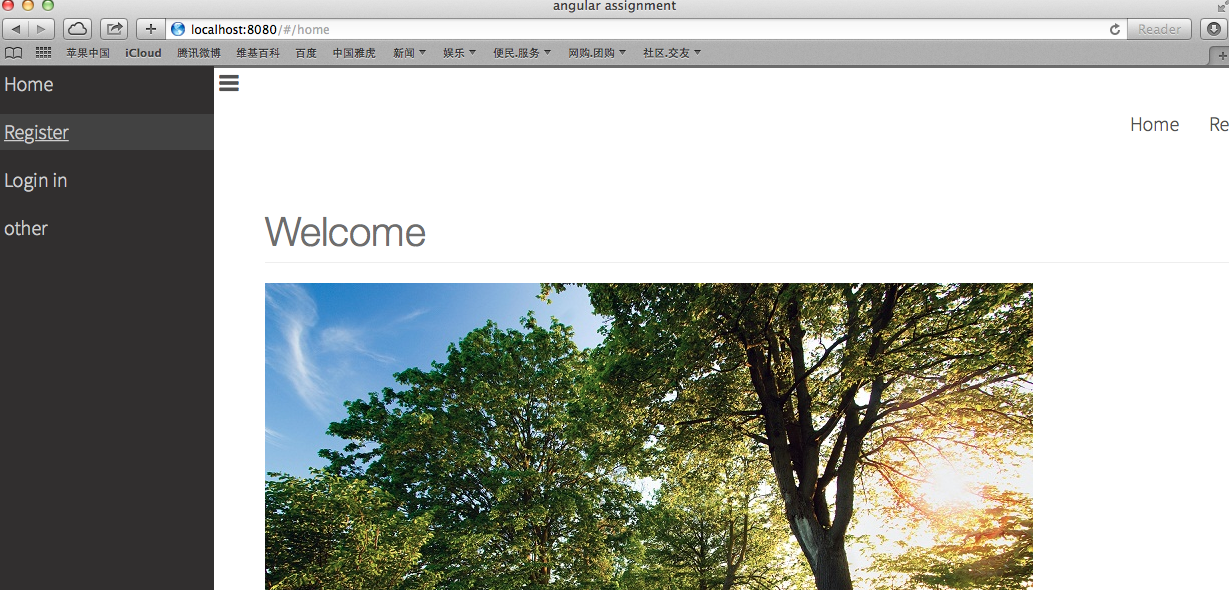 angular assignment
localhost:8080/#/home
Reader
苹果中国 iCloud 腾讯微博 维基百科 百度 中国雅虎 新闻 娱乐 便民.服务 网购.团购 社区.交友
Home
Register
Login in
other
Home Re
Welcome